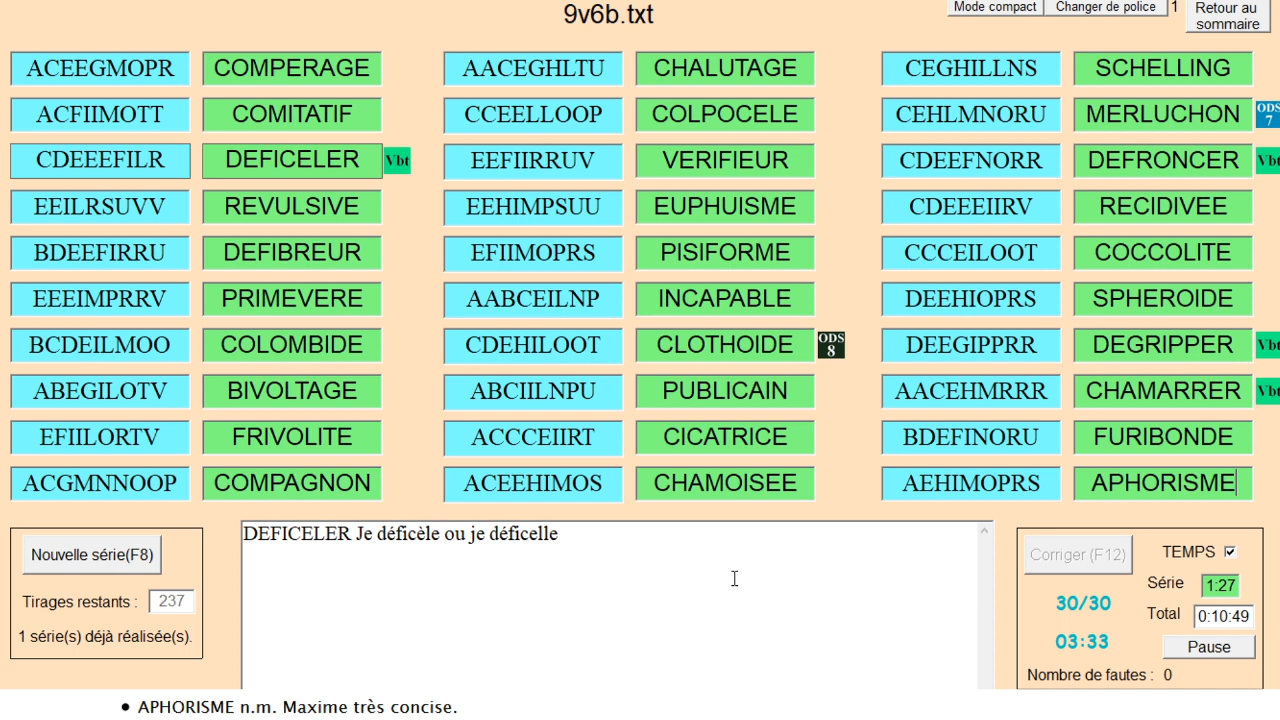 9v6b.txt
Mode compact Changer de police 1 Retour au sommaire
ACEEGMOPR COMPERAGE AACEGHLTU CHALUTAGE CEGHILLNS SCHELLING
ACFIIMOTT COMITATIF CCEELLOOP COLPOCELE CEHLMNORU MERLUCHON ODS 7
CDEEEFILR DEFICELER Vbt EEFIIRRUV VERIFIEUR CDEEFNORR DEFRONCER Vbt
EEILRSUVV REVULSIVE EEHIMPSUU EUPHUISME CDEEEIIRV RECIDIVEE
BDEEFIRRU DEFIBREUR EFIIMOPRS PISIFORME CCCEILOOT COCCOLITE
EEEIMPRRV PRIMEVERE AABCEILNP INCAPABLE DEEHIOPRS SPHEROIDE
BCDEILMOO COLOMBIDE CDEHILOOT CLOTHOIDE ODS 8 DEEGIPPRR DEGRIPPER Vbt
ABEGILOTV BIVOLTAGE ABCIILNPU PUBLICAIN AACEHMRRR CHAMARRER Vbt
EFIILORTV FRIVOLITE ACCCEIIRT CICATRICE BDEFINORU FURIBONDE
ACGMNNOOP COMPAGNON ACEEHIMOS CHAMOISEE AEHIMOPRS APHORISME
Nouvelle série(F8)
Tirages restants : 237
1 série(s) déjà réalisée(s).
DEFICELER Je déficèle ou je déficelle
Corriger (F12) TEMPS
Série 1:27
30/30
Total 0:10:49
03:33 Pause
Nombre de fautes : 0
• APHORISME n.m. Maxime très concise.